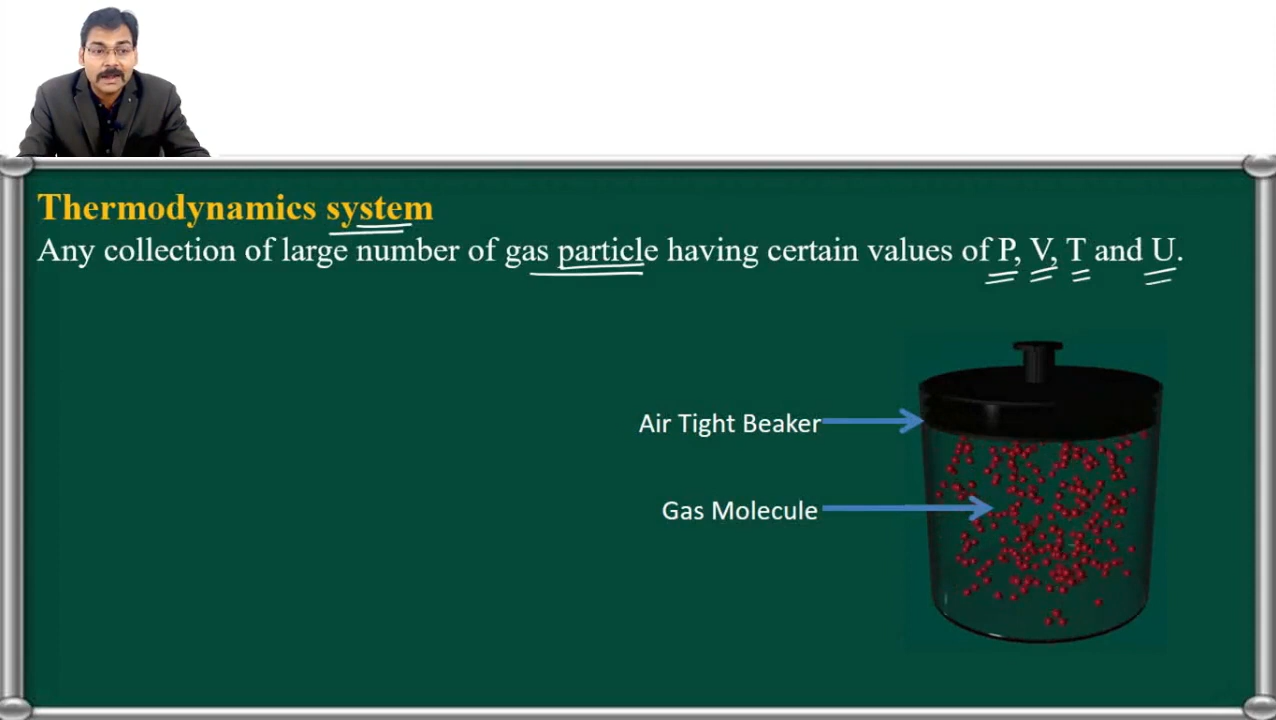 Thermodynamics system
Any collection of large number of gas particle having certain values of P, V, T and U.
Air Tight Beaker
Gas Molecule